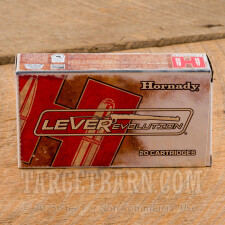 Hornady
LEVEREVOLUTION
20 CARTRIDGES
TARGETBARN.COM